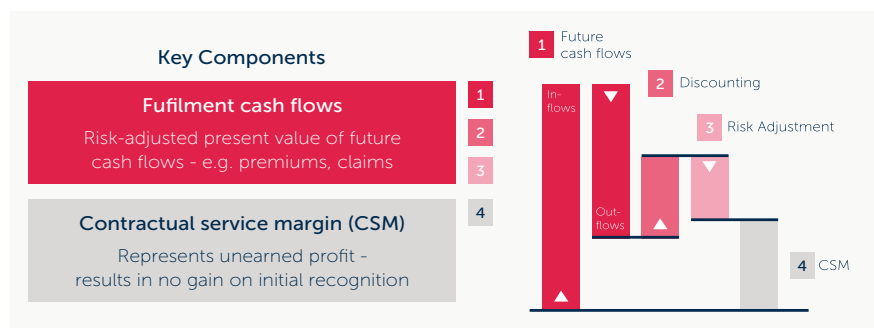 Key Components
Fufilment cash flows
Risk-adjusted present value of future
cash flows - e.g. premiums, claims
1
2
3
Contractual service margin (CSM)
Represents unearned profit -
results in no gain on initial recognition
4
1
Future
cash flows
In-
flows
Out-
flows
2
Discounting
3
Risk Adjustment
4
CSM